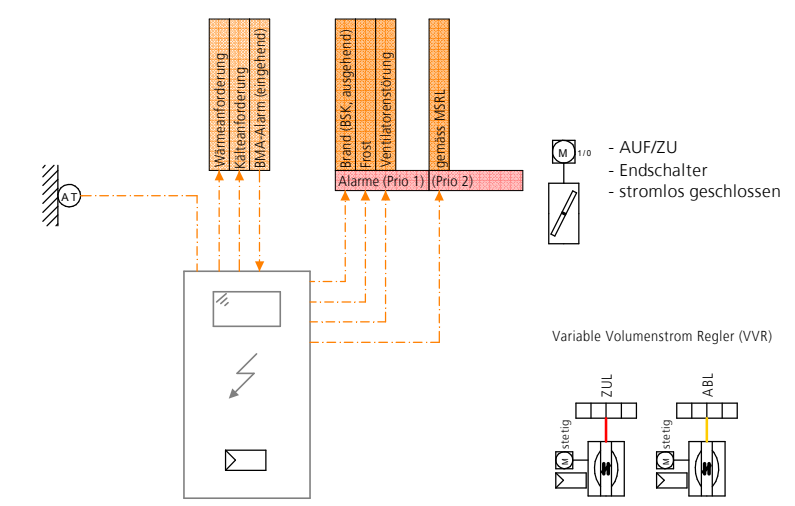 Wärmeanforderung
Kälteanforderung
BMA-Alarm (eingehend)
Brand (BSK, ausgehend)
Frost
Ventilatorenstörung
gemäss MSRL
Alarme (Prio 1)
(Prio 2)
AT
M
1/0
- AUF/ZU
- Endschalter
- stromlos geschlossen
Variable Volumenstrom Regler (VVR)
ZUL
ABL
stetig
M
stetig
M